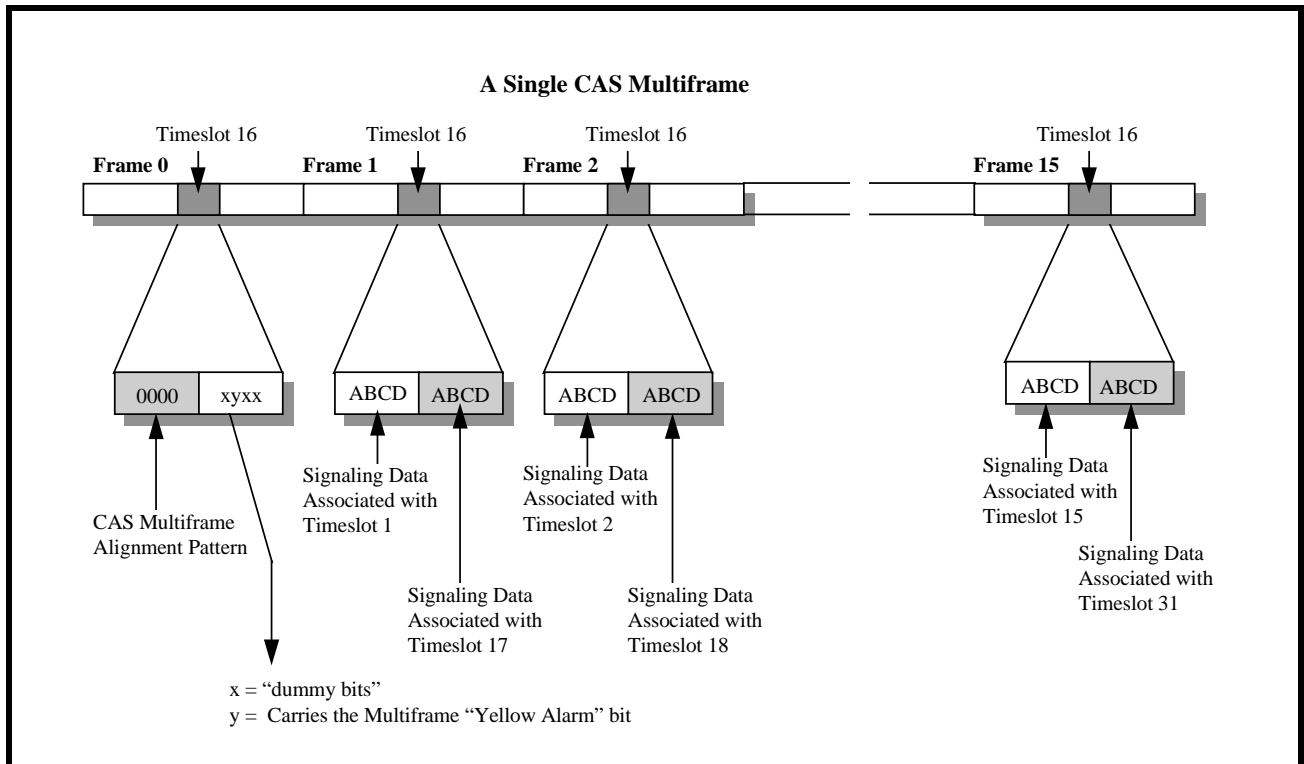 A Single CAS Multiframe
Timeslot 16
Timeslot 16
Timeslot 16
Timeslot 16
Frame 0
Frame 1
Frame 2
Frame 15
0000
xyxx
ABCD
ABCD
ABCD
ABCD
ABCD
ABCD
CAS Multiframe
Alignment Pattern
Signaling Data
Associated with
Timeslot 1
Signaling Data
Associated with
Timeslot 17
Signaling Data
Associated with
Timeslot 2
Signaling Data
Associated with
Timeslot 18
Signaling Data
Associated with
Timeslot 15
Signaling Data
Associated with
Timeslot 31
x = “dummy bits”
y = Carries the Multiframe “Yellow Alarm” bit